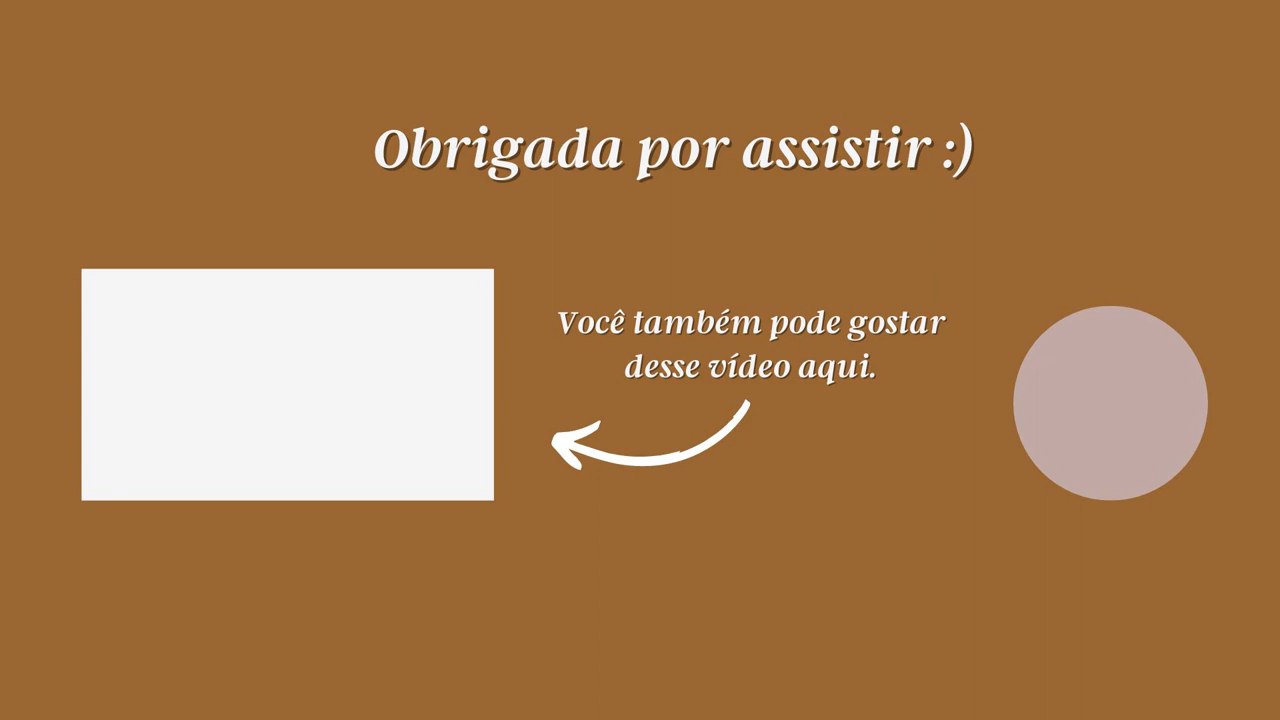 Obrigada por assistir :)
Você também pode gostar
desse vídeo aqui.